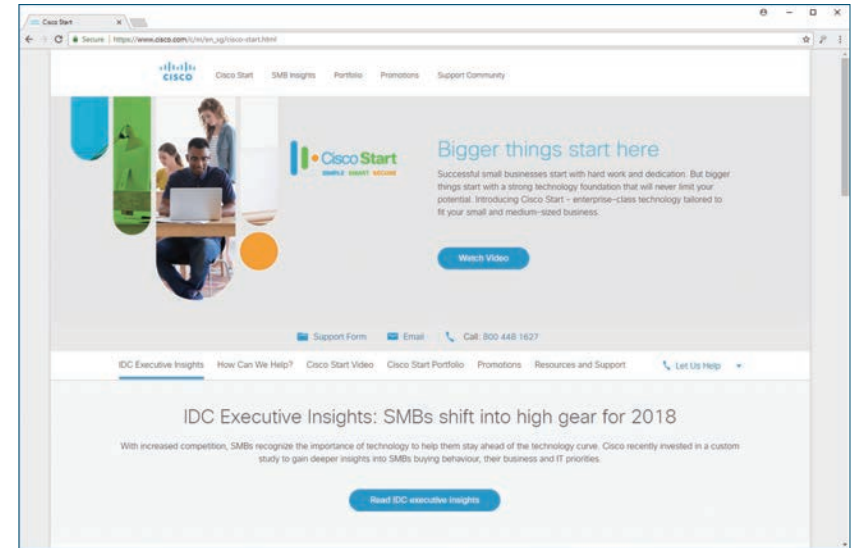 Cisco Start
Secure https://www.cisco.com/c/m/en_sg/cisco-start.html
CISCO
Cisco Start SMB Insights Portfolio Promotions Support Community
Cisco Start
SIMPLE SMART SECURE
Bigger things start here
Successful small businesses start with hard work and dedication. But bigger
things start with a strong technology foundation that will never limit your
potential. Introducing Cisco Start - enterprise-class technology tailored to
fit your small and medium-sized business.
Watch Video
Support Form Email Call: 800 448 1627
IDC Executive Insights How Can We Help? Cisco Start Video Cisco Start Portfolio Promotions Resources and Support Let Us Help
IDC Executive Insights: SMBs shift into high gear for 2018
With increased competition, SMBs recognize the importance of technology to help them stay ahead of the technology curve. Cisco recently invested in a custom
study to gain deeper insights into SMBs buying behaviour, their business and IT priorities.
Read IDC executive insights